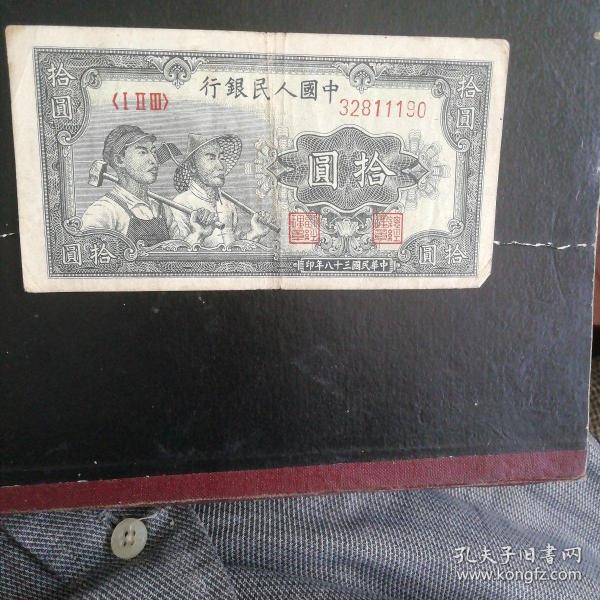 行銀民人國中
〈I II III〉
32811190
拾圓
拾圓
圓拾
圓拾
圓拾
印年八十三國民華中
孔夫子旧書网
www.kongfz.com